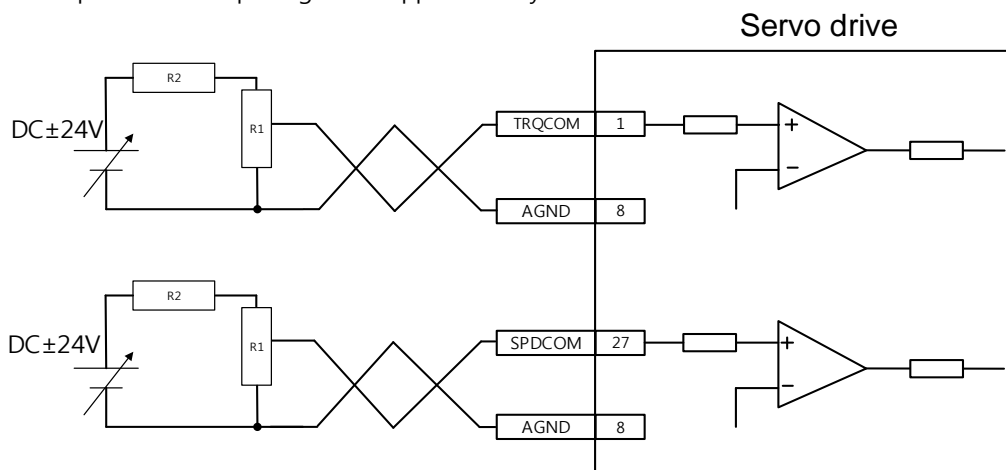 Servo drive
R2
DC±24V
R1
TRQCOM 1
+
−
AGND 8
R2
DC±24V
R1
SPDCOM 27
+
−
AGND 8